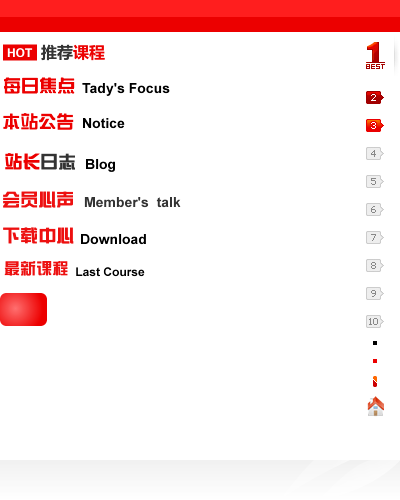 HOT 推荐课程
每日焦点 Tady's Focus
本站公告 Notice
站长日志 Blog
会员心声 Member's talk
下载中心 Download
最新课程 Last Course
1
BEST
2
3
4
5
6
7
8
9
10